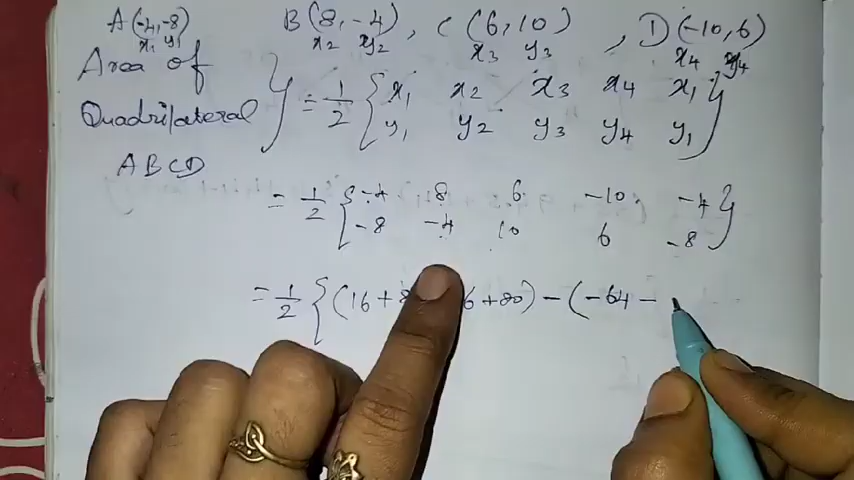 A(-4,-8) B(8,-4), C(6,10), D(-10,6)
x₁ y₁ x₂ y₂ x₃ y₃ x₄ y₄
Area of
Quadrilateral } = 1/2 { x₁ x₂ x₃ x₄ x₁
y₁ y₂ y₃ y₄ y₁ }
ABCD
= 1/2 { -4 8 6 -10 -4
-8 -4 10 6 -8 }
= 1/2 { (16 + 6 + 80) - (-64 -